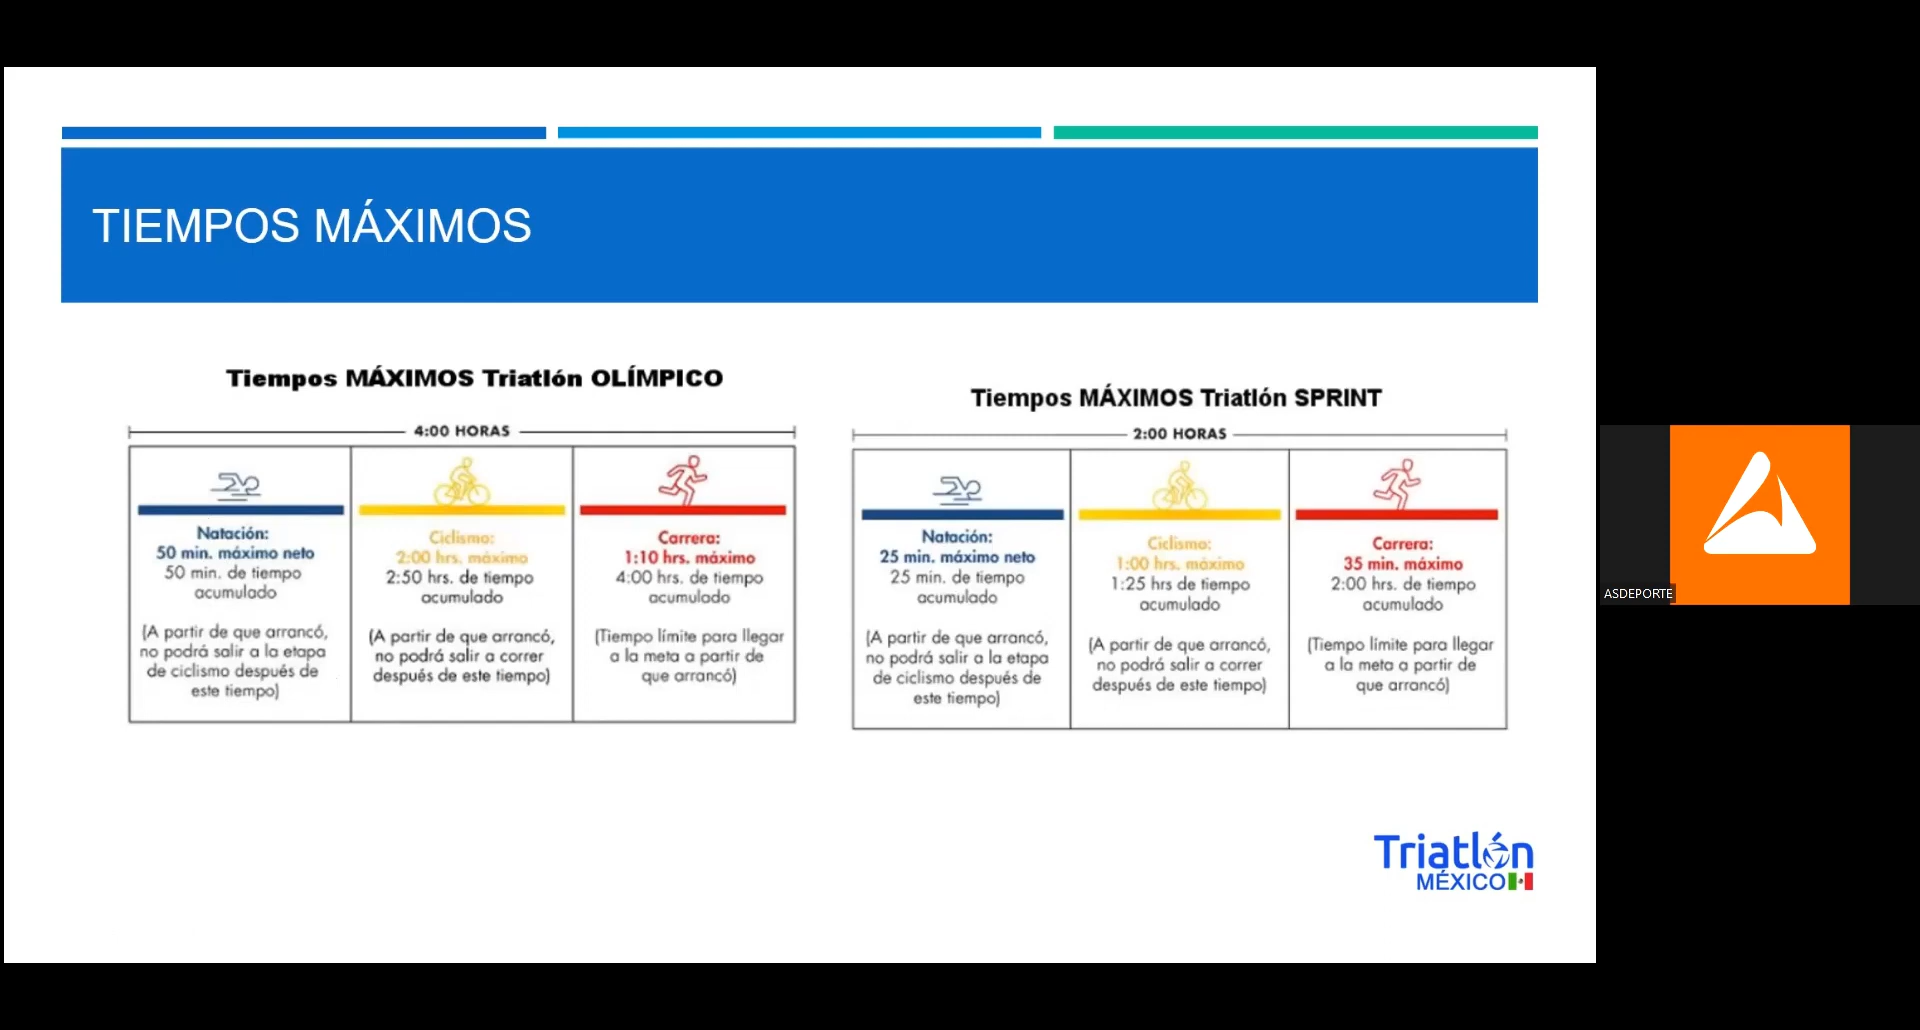 TIEMPOS MÁXIMOS
Tiempos MÁXIMOS Triatlón OLÍMPICO
4:00 HORAS
Natación:
50 min. máximo neto
50 min. de tiempo
acumulado
(A partir de que arrancó,
no podrá salir a la etapa
de ciclismo después de
este tiempo)
Ciclismo:
2:00 hrs. máximo
2:50 hrs. de tiempo
acumulado
(A partir de que arrancó,
no podrá salir a correr
después de este tiempo)
Carrera:
1:10 hrs. máximo
4:00 hrs. de tiempo
acumulado
(Tiempo límite para llegar
a la meta a partir de
que arrancó)
Tiempos MÁXIMOS Triatlón SPRINT
2:00 HORAS
Natación:
25 min. máximo neto
25 min. de tiempo
acumulado
(A partir de que arrancó,
no podrá salir a la etapa
de ciclismo después de
este tiempo)
Ciclismo:
1:00 hrs. máximo
1:25 hrs de tiempo
acumulado
(A partir de que arrancó,
no podrá salir a correr
después de este tiempo)
Carrera:
35 min. máximo
2:00 hrs. de tiempo
acumulado
(Tiempo límite para llegar
a la meta a partir de
que arrancó)
Triatlón
MÉXICO
ASDEPORTE